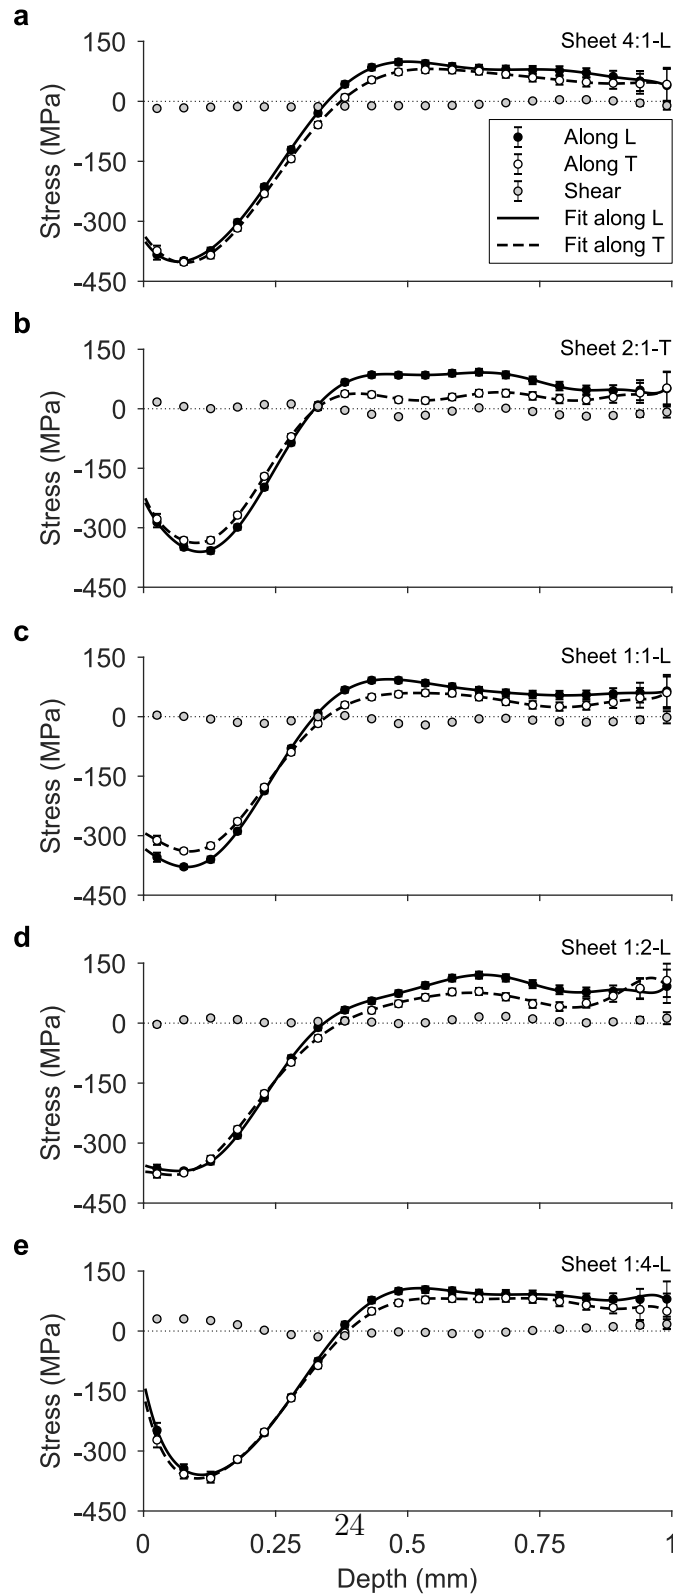 a
Sheet 4:1-L
150
0
-150
-300
-450
Stress (MPa)
Along L
Along T
Shear
Fit along L
Fit along T
b
Sheet 2:1-T
150
0
-150
-300
-450
Stress (MPa)
c
Sheet 1:1-L
150
0
-150
-300
-450
Stress (MPa)
d
Sheet 1:2-L
150
0
-150
-300
-450
Stress (MPa)
e
Sheet 1:4-L
150
0
-150
-300
-450
Stress (MPa)
0 0.25 0.5 0.75 1
24
Depth (mm)